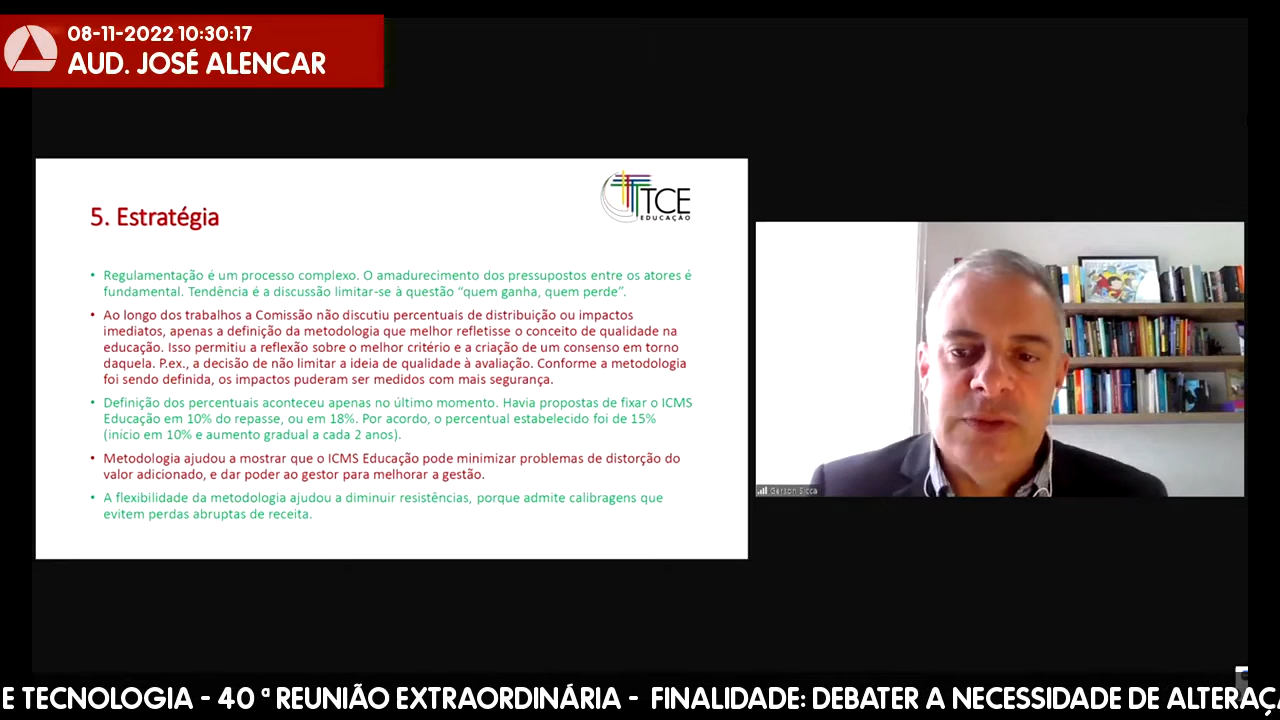 08-11-2022 10:30:17
AUD. JOSÉ ALENCAR
TCE
EDUCAÇÃO
5. Estratégia
• Regulamentação é um processo complexo. O amadurecimento dos pressupostos entre os atores é
fundamental. Tendência é a discussão limitar-se à questão “quem ganha, quem perde”.
• Ao longo dos trabalhos a Comissão não discutiu percentuais de distribuição ou impactos
imediatos, apenas a definição da metodologia que melhor refletisse o conceito de qualidade na
educação. Isso permitiu a reflexão sobre o melhor critério e a criação de um consenso em torno
daquela. P.ex., a decisão de não limitar a ideia de qualidade à avaliação. Conforme a metodologia
foi sendo definida, os impactos puderam ser medidos com mais segurança.
• Definição dos percentuais aconteceu apenas no último momento. Havia propostas de fixar o ICMS
Educação em 10% do repasse, ou em 18%. Por acordo, o percentual estabelecido foi de 15%
(inicio em 10% e aumento gradual a cada 2 anos).
• Metodologia ajudou a mostrar que o ICMS Educação pode minimizar problemas de distorção do
valor adicionado, e dar poder ao gestor para melhorar a gestão.
• A flexibilidade da metodologia ajudou a diminuir resistências, porque admite calibragens que
evitem perdas abruptas de receita.
Gerson Sicca
E TECNOLOGIA - 40 ª REUNIÃO EXTRAORDINÁRIA - FINALIDADE: DEBATER A NECESSIDADE DE ALTERAÇ